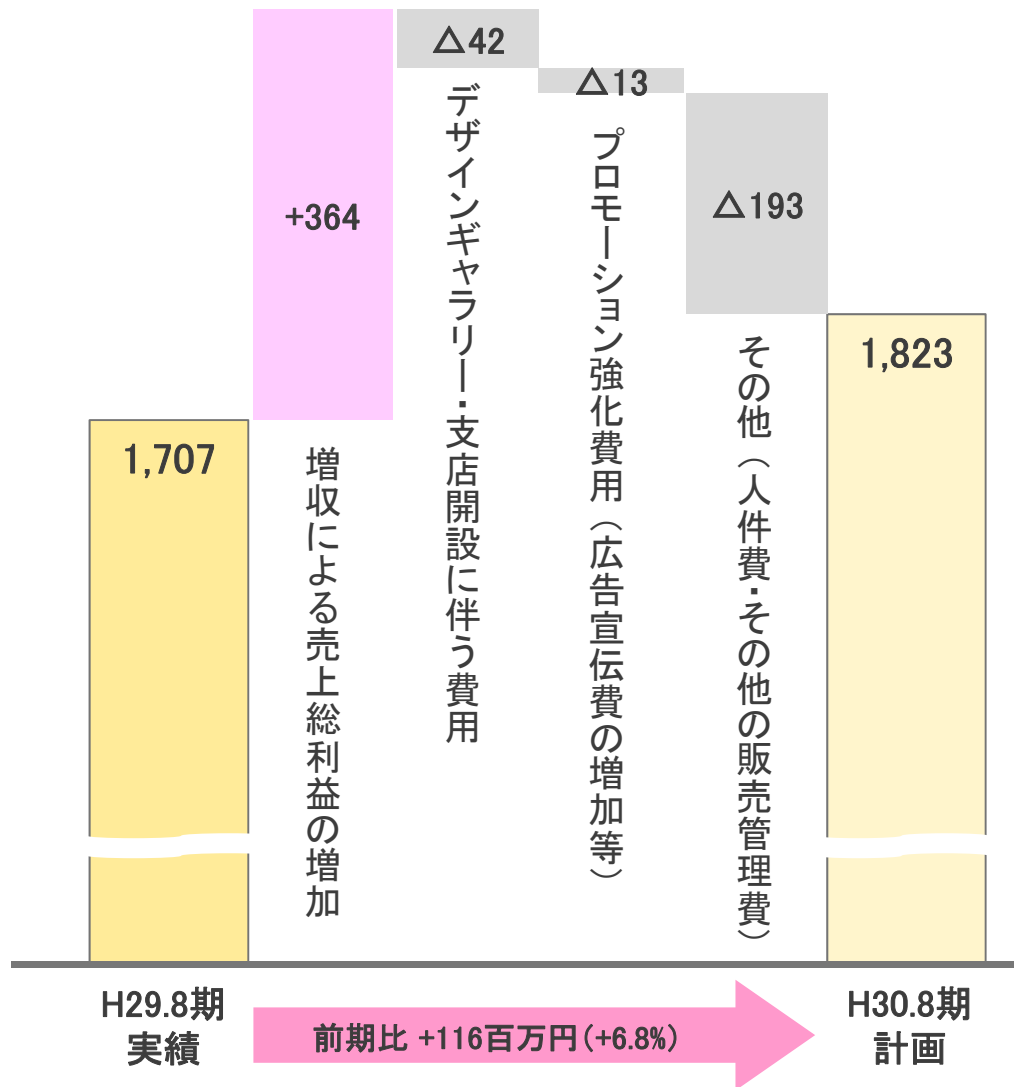 1,707
+364
増収による売上総利益の増加
△42
デザインギャラリー・支店開設に伴う費用
△13
プロモーション強化費用（広告宣伝費の増加等）
△193
その他（人件費・その他の販売管理費）
1,823
H29.8期
実績
前期比 +116百万円(+6.8%)
H30.8期
計画